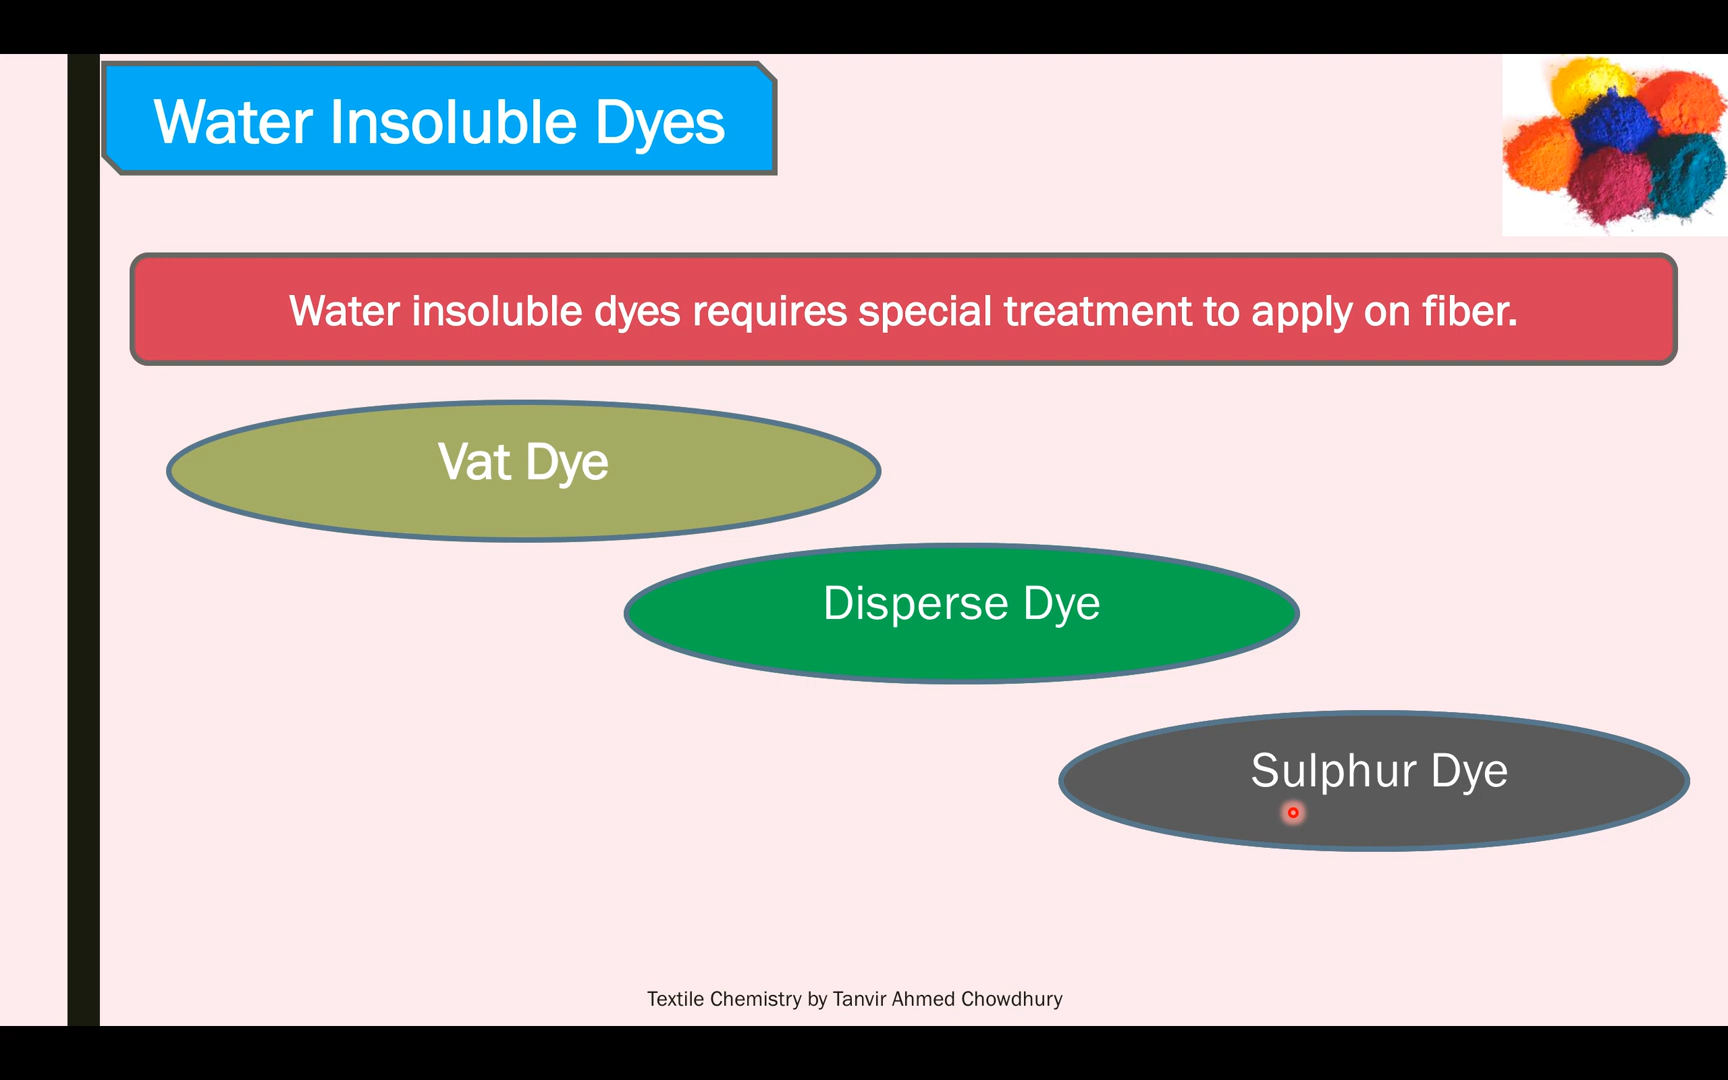 Water Insoluble Dyes
Water insoluble dyes requires special treatment to apply on fiber.
Vat Dye
Disperse Dye
Sulphur Dye
Textile Chemistry by Tanvir Ahmed Chowdhury